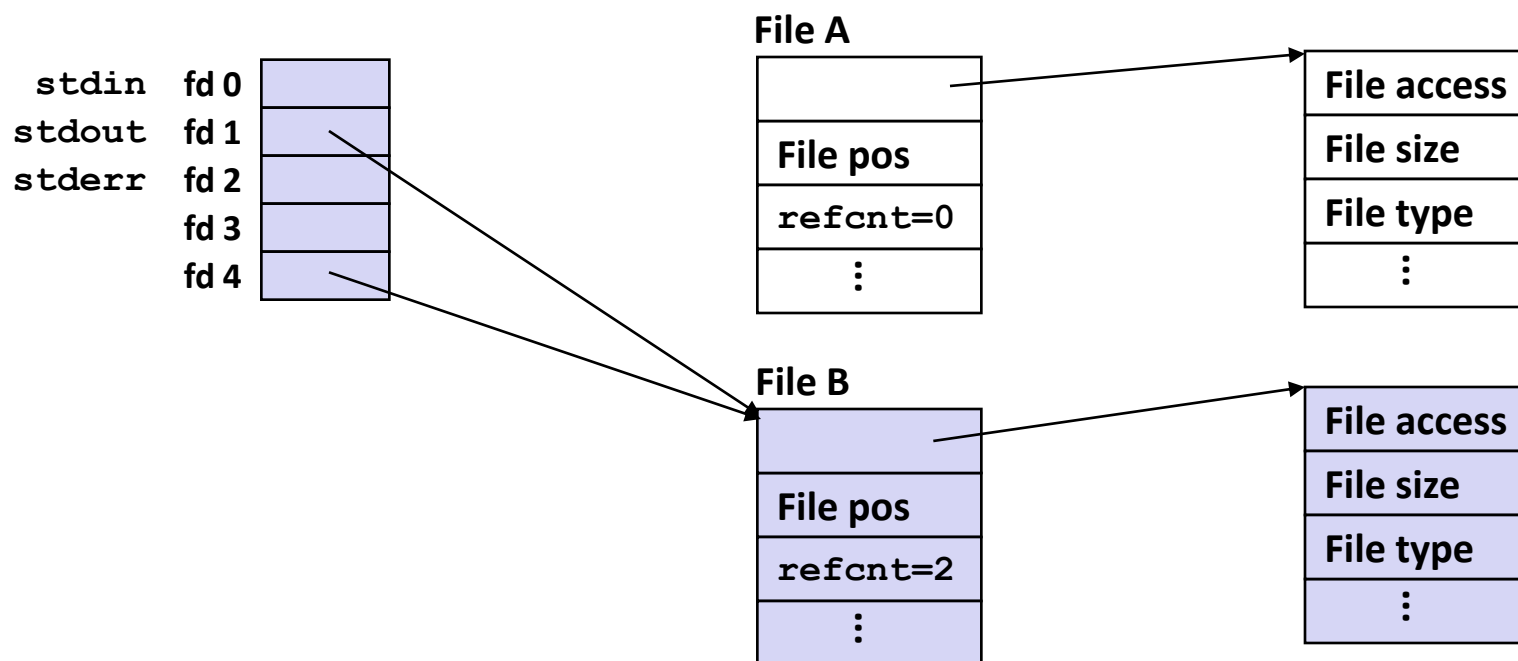 stdin fd 0
stdout fd 1
stderr fd 2
fd 3
fd 4
File A
File pos
refcnt=0
⋮
File access
File size
File type
⋮
File B
File pos
refcnt=2
⋮
File access
File size
File type
⋮